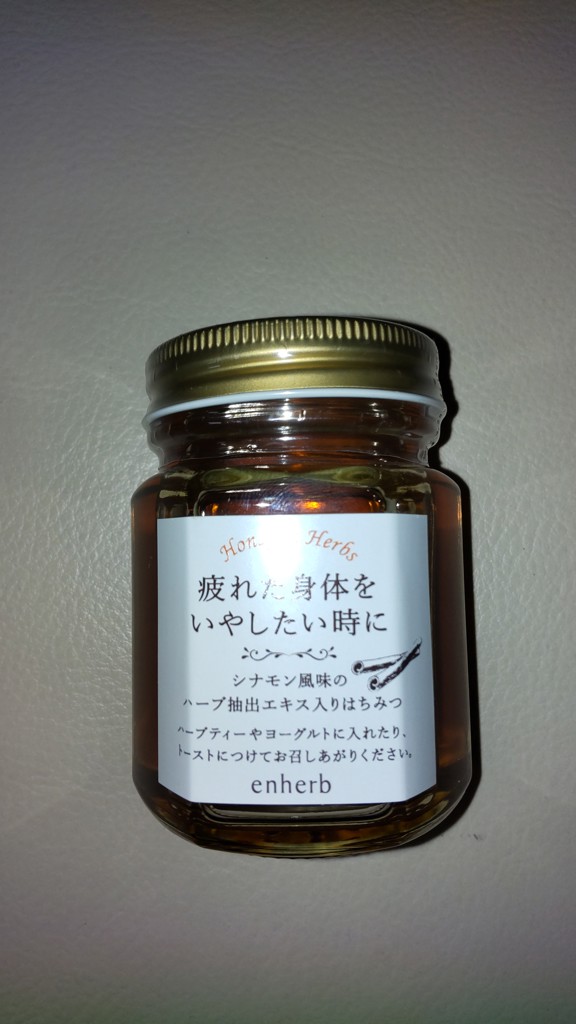 Herbs
疲れた身体を
いやしたい時に
シナモン風味の
ハーブ抽出エキス入りはちみつ
ハーブティーやヨーグルトに入れたり、
トーストにつけてお召しあがりください。
enherb